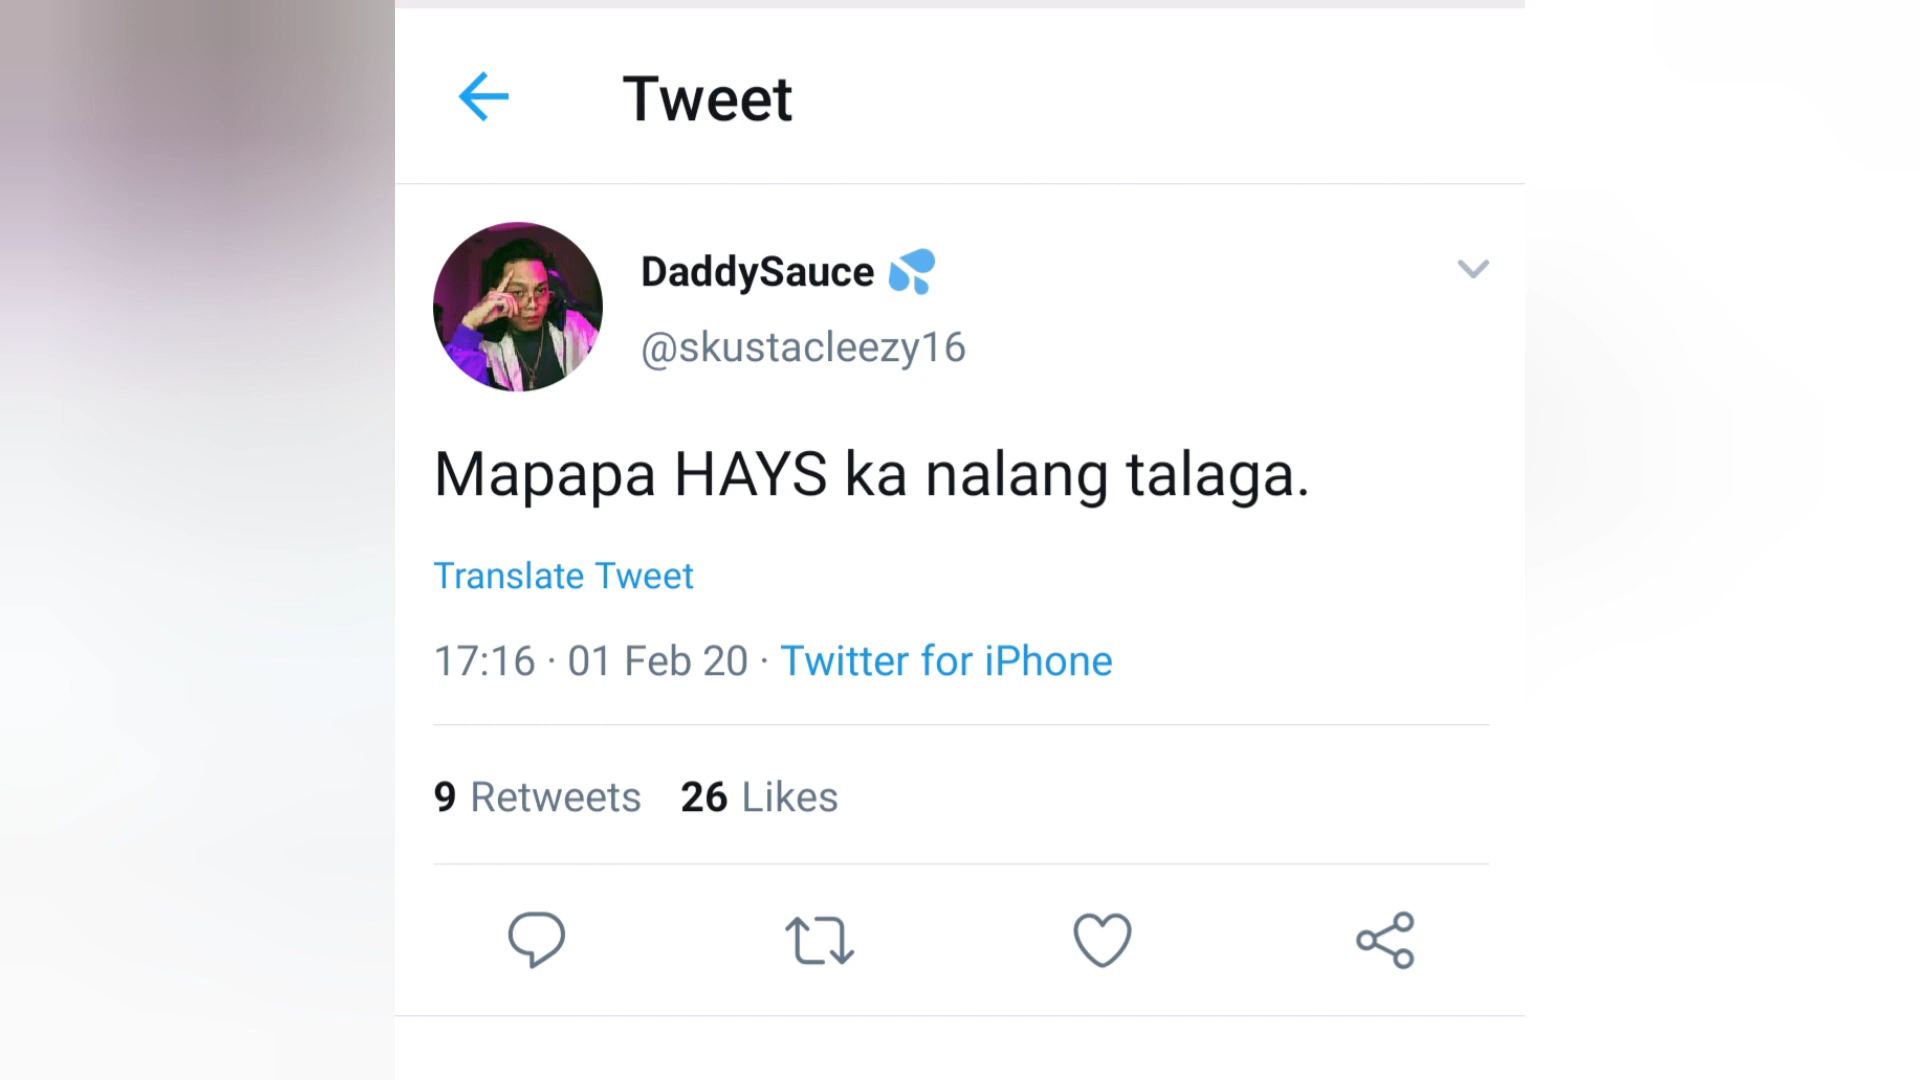 Tweet
DaddySauce 💦
@skustacleezy16
Mapapa HAYS ka nalang talaga.
Translate Tweet
17:16 · 01 Feb 20 · Twitter for iPhone
9 Retweets 26 Likes